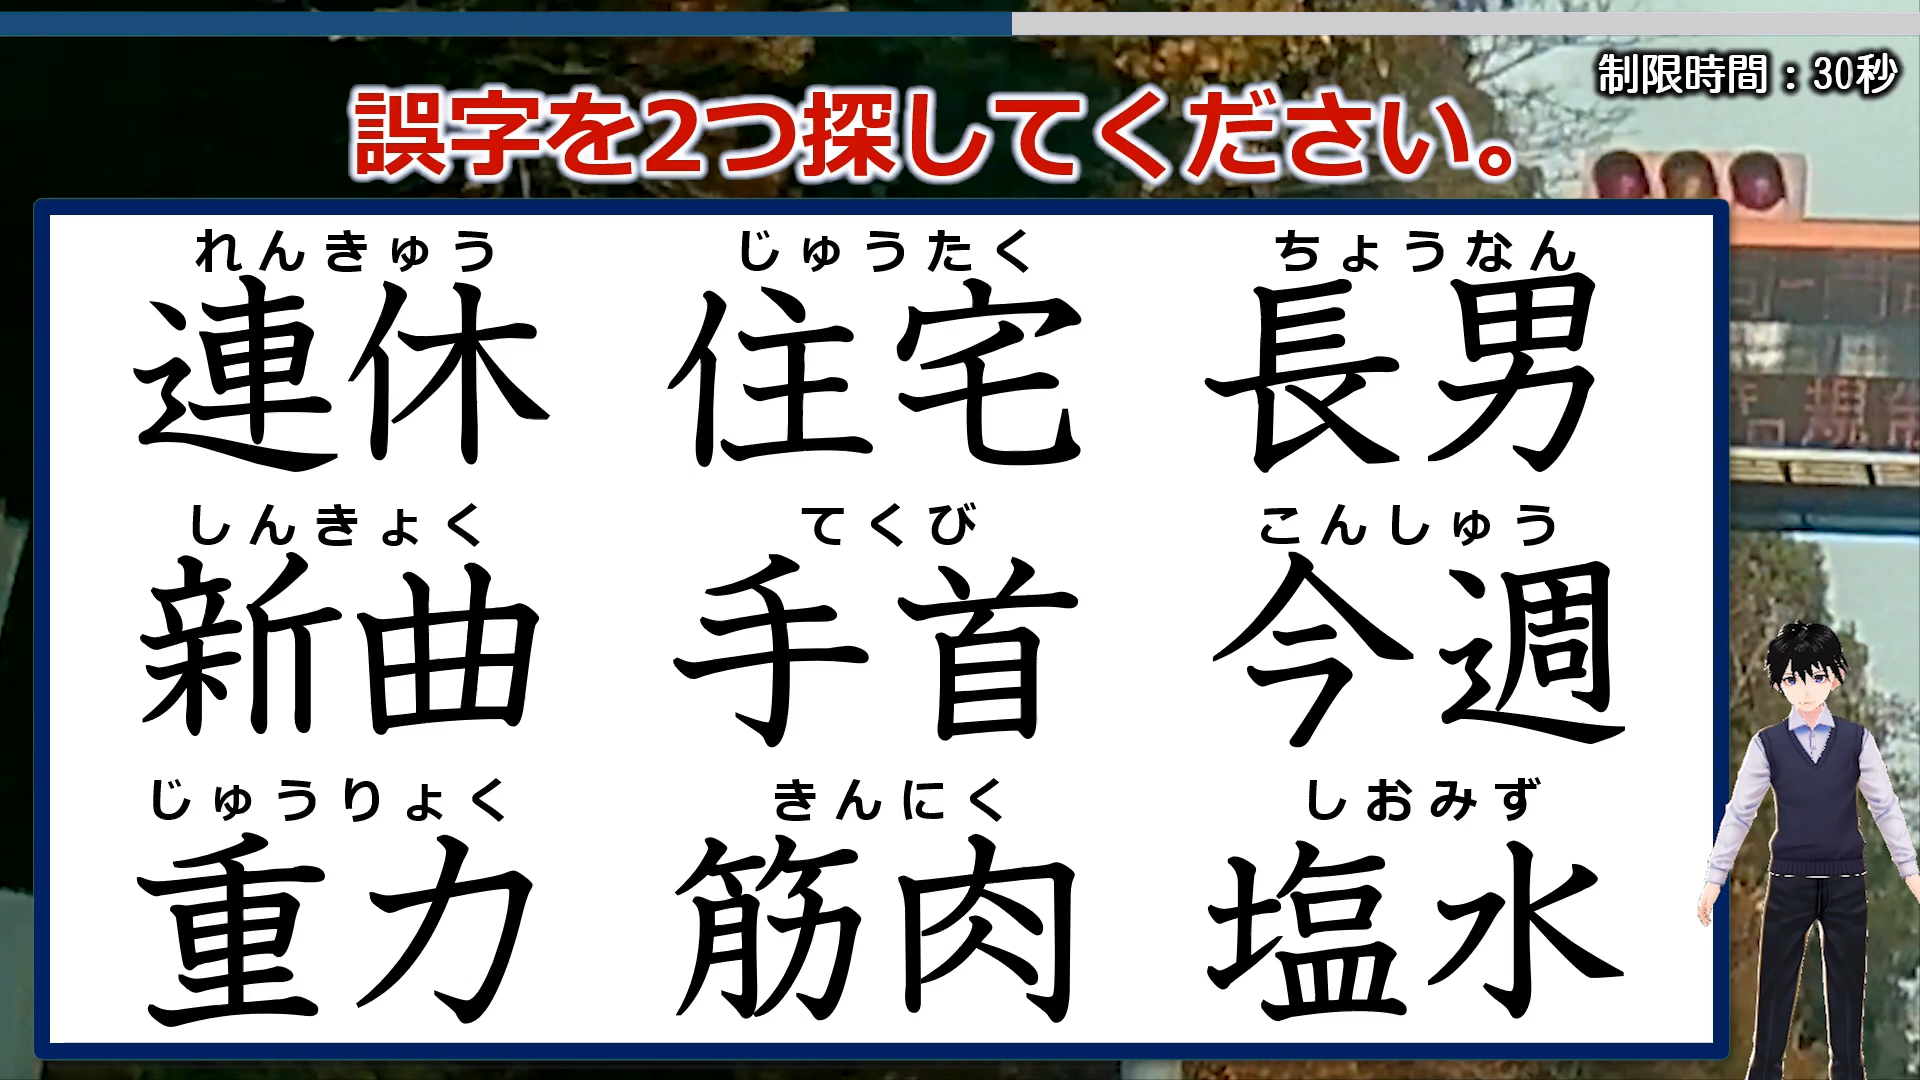 制限時間：30秒
誤字を2つ探してください。
れんきゅう じゅうたく ちょうなん
連休 住宅 長男
しんきょく てくび こんしゅう
新曲 手首 今週
じゅうりょく きんにく しおみず
重力 筋肉 塩水